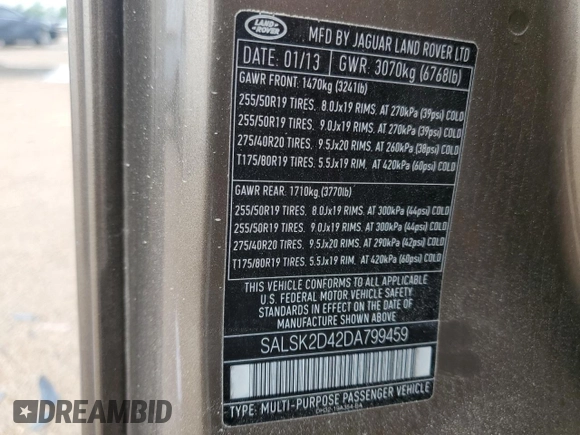 LAND ROVER
MFD BY JAGUAR LAND ROVER LTD
DATE: 01/13 GWR: 3070kg (6768lb)
GAWR FRONT: 1470kg (3241lb)
255/50R19 TIRES, 8.0Jx19 RIMS, AT 270kPa (39psi) COLD
255/50R19 TIRES, 9.0Jx19 RIMS, AT 270kPa (39psi) COLD
275/40R20 TIRES, 9.5Jx20 RIMS, AT 260kPa (38psi) COLD
T175/80R19 TIRES, 5.5Jx19 RIM, AT 420kPa (60psi) COLD
GAWR REAR: 1710kg (3770lb)
255/50R19 TIRES, 8.0Jx19 RIMS, AT 300kPa (44psi) COLD
255/50R19 TIRES, 9.0Jx19 RIMS, AT 300kPa (44psi) COLD
275/40R20 TIRES, 9.5Jx20 RIMS, AT 290kPa (42psi) COLD
T175/80R19 TIRES, 5.5Jx19 RIM, AT 420kPa (60psi) COLD
THIS VEHICLE CONFORMS TO ALL APPLICABLE
U.S. FEDERAL MOTOR VEHICLE SAFETY
STANDARDS IN EFFECT ON THE DATE OF
MANUFACTURE SHOWN ABOVE.
SALSK2D42DA799459
TYPE: MULTI-PURPOSE PASSENGER VEHICLE
DREAMBID